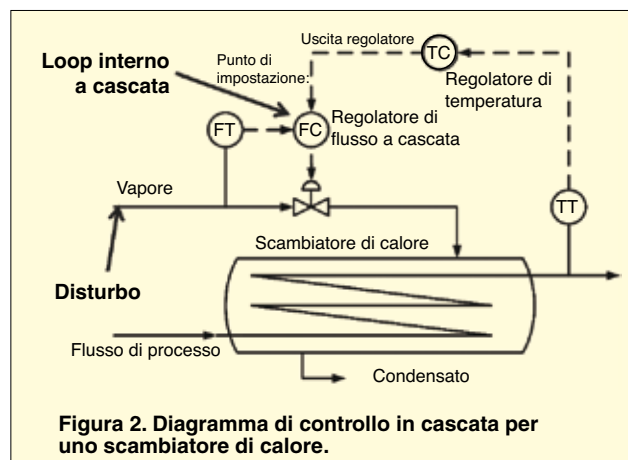 Uscita regolatore
TC
Loop interno
a cascata
Punto di
impostazione:
Regolatore di
temperatura
FT
FC
Regolatore di
flusso a cascata
Vapore
TT
Scambiatore di calore
Disturbo
Flusso di processo
Condensato
Figura 2. Diagramma di controllo in cascata per
uno scambiatore di calore.